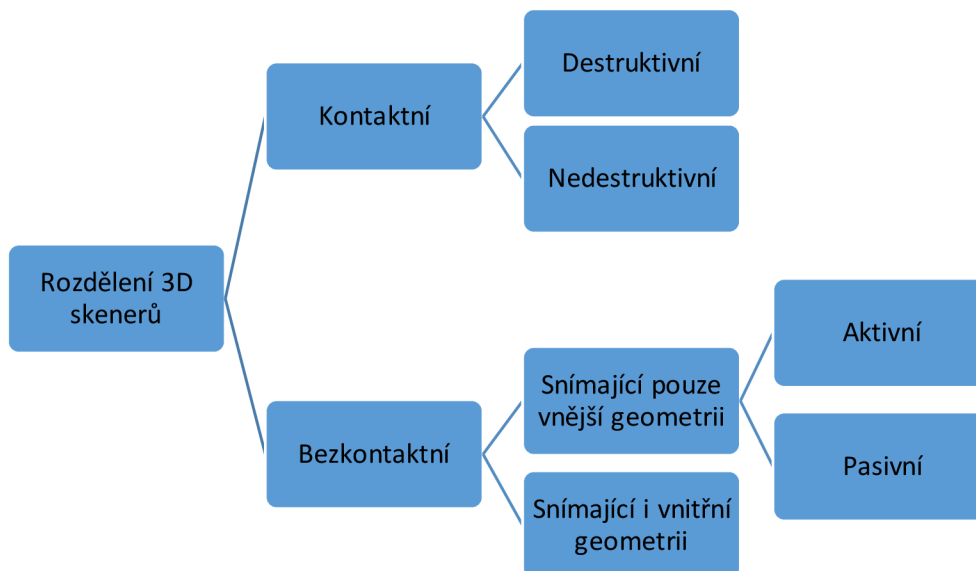 Rozdělení 3D
skenerů
Kontaktní
Destruktivní
Nedestruktivní
Bezkontaktní
Snímající pouze
vnější geometrii
Aktivní
Pasivní
Snímající i vnitřní
geometrii